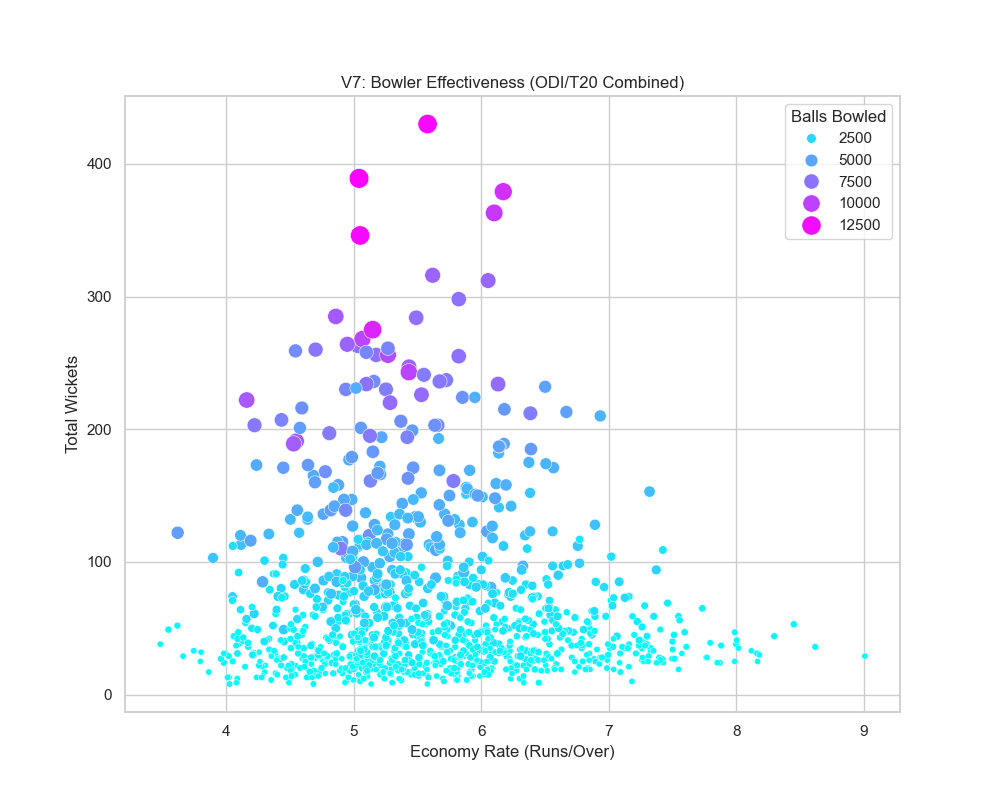 V7: Bowler Effectiveness (ODI/T20 Combined)
Balls Bowled
2500
5000
7500
10000
12500
400
300
200
100
0
Total Wickets
4 5 6 7 8 9
Economy Rate (Runs/Over)